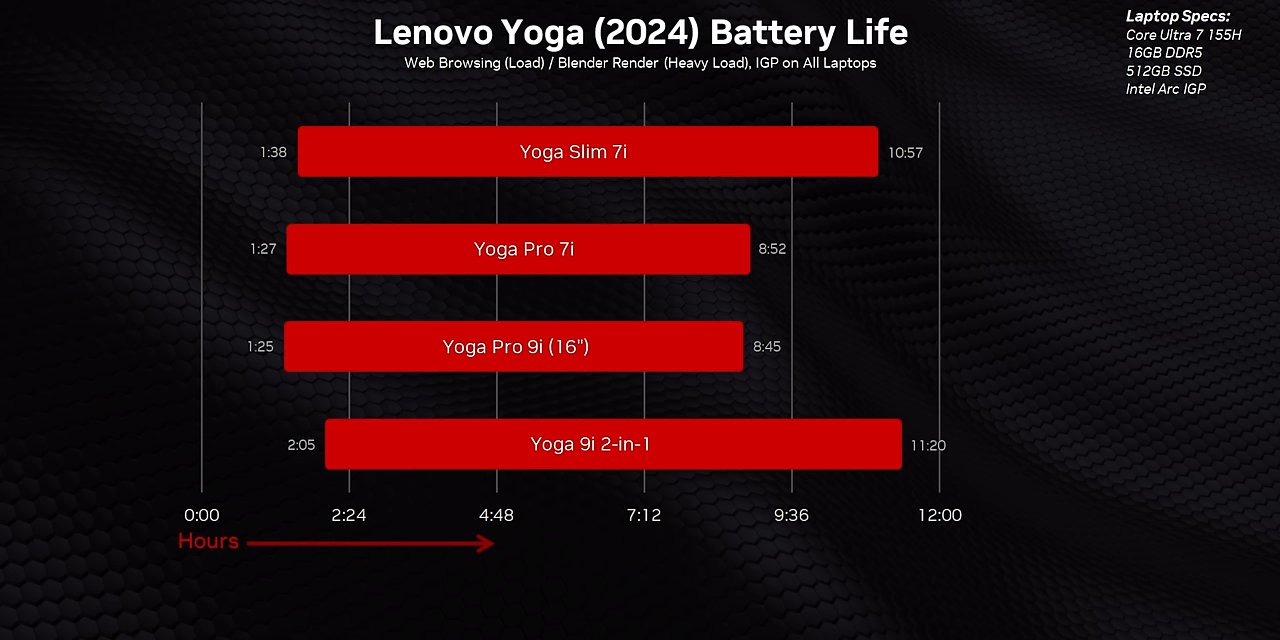 Lenovo Yoga (2024) Battery Life
Web Browsing (Load) / Blender Render (Heavy Load), IGP on All Laptops
Laptop Specs:
Core Ultra 7 155H
16GB DDR5
512GB SSD
Intel Arc IGP
1:38 Yoga Slim 7i 10:57
1:27 Yoga Pro 7i 8:52
1:25 Yoga Pro 9i (16") 8:45
2:05 Yoga 9i 2-in-1 11:20
0:00 2:24 4:48 7:12 9:36 12:00
Hours